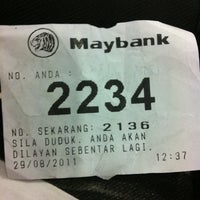 Maybank
NO. ANDA :
2234
NO. SEKARANG: 2136
SILA DUDUK. ANDA AKAN
DILAYAN SEBENTAR LAGI.
29/08/2011 12:37